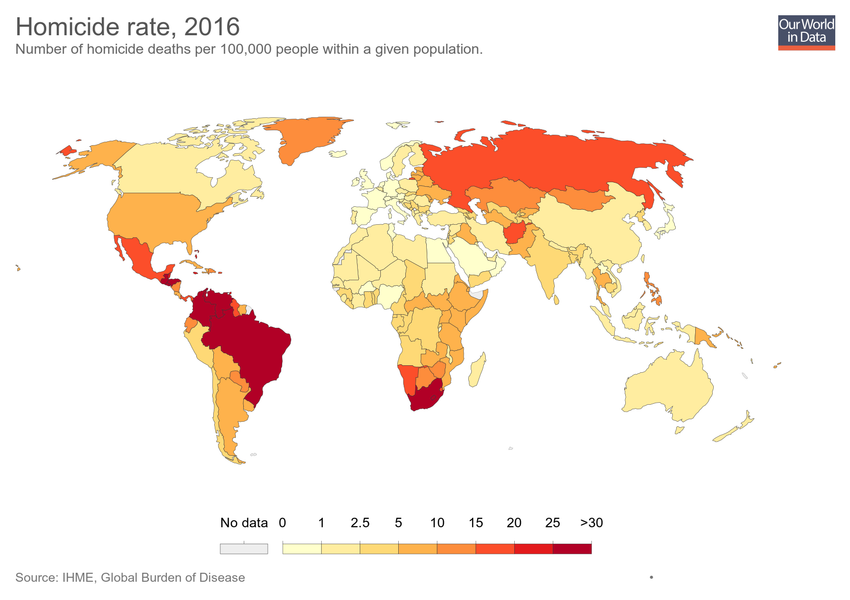 Homicide rate, 2016
Number of homicide deaths per 100,000 people within a given population.
Our World
in Data
No data 0 1 2.5 5 10 15 20 25 >30
Source: IHME, Global Burden of Disease